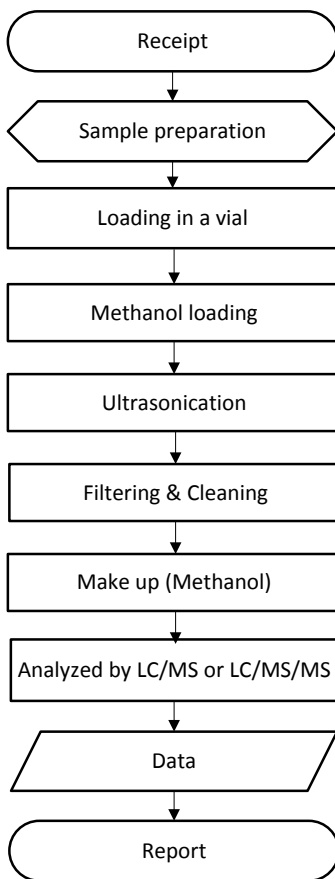 Receipt
Sample preparation
Loading in a vial
Methanol loading
Ultrasonication
Filtering & Cleaning
Make up (Methanol)
Analyzed by LC/MS or LC/MS/MS
Data
Report